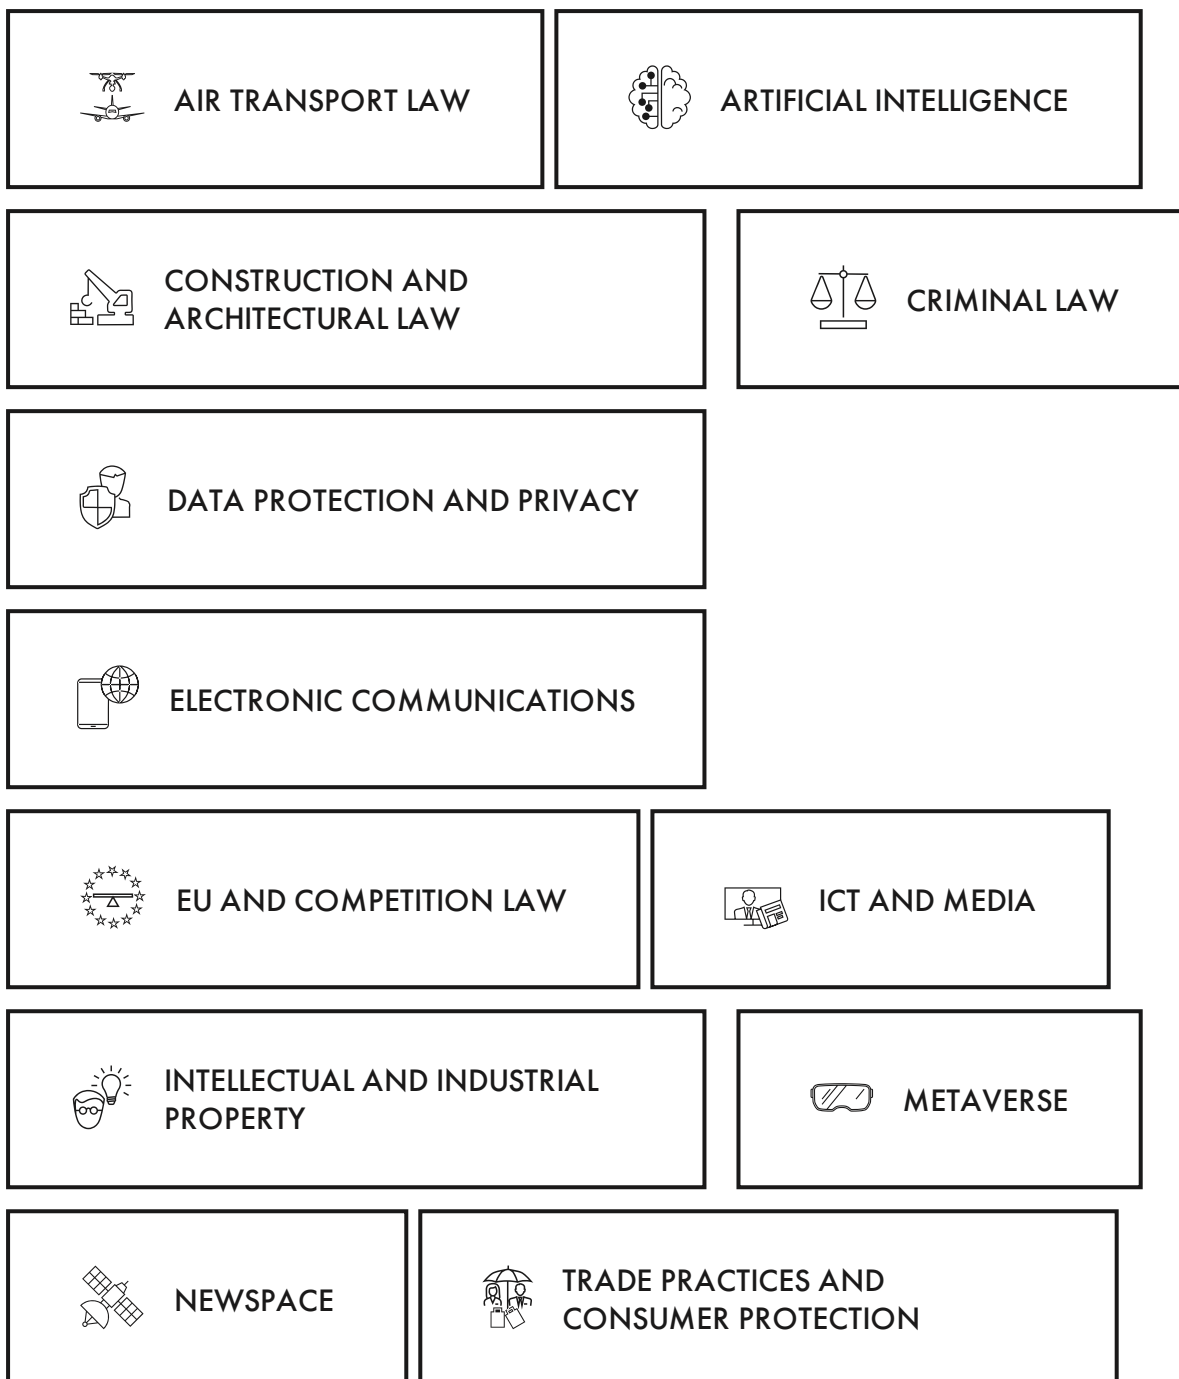 AIR TRANSPORT LAW
ARTIFICIAL INTELLIGENCE
CONSTRUCTION AND
ARCHITECTURAL LAW
CRIMINAL LAW
DATA PROTECTION AND PRIVACY
ELECTRONIC COMMUNICATIONS
EU AND COMPETITION LAW
ICT AND MEDIA
INTELLECTUAL AND INDUSTRIAL
PROPERTY
METAVERSE
NEWSPACE
TRADE PRACTICES AND
CONSUMER PROTECTION